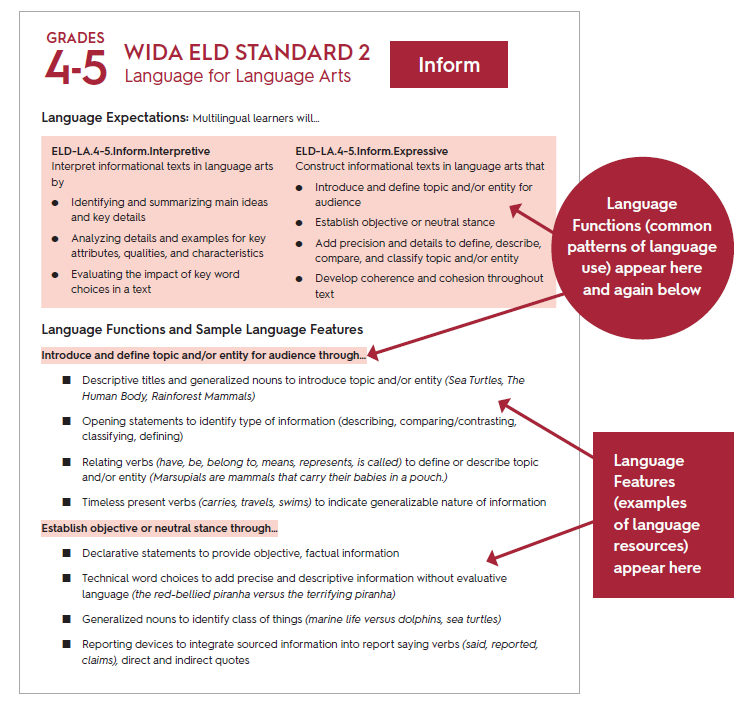 GRADES
4-5
WIDA ELD STANDARD 2
Language for Language Arts
Inform
Language Expectations: Multilingual learners will...
ELD-LA.4-5.Inform.Interpretive
Interpret informational texts in language arts
by
● Identifying and summarizing main ideas
and key details
● Analyzing details and examples for key
attributes, qualities, and characteristics
● Evaluating the impact of key word
choices in a text
ELD-LA.4-5.Inform.Expressive
Construct informational texts in language arts that
● Introduce and define topic and/or entity for
audience
● Establish objective or neutral stance
● Add precision and details to define, describe,
compare, and classify topic and/or entity
● Develop coherence and cohesion throughout
text
Language
Functions (common
patterns of language
use) appear here
and again below
Language Functions and Sample Language Features
Introduce and define topic and/or entity for audience through...
■ Descriptive titles and generalized nouns to introduce topic and/or entity (Sea Turtles, The
Human Body, Rainforest Mammals)
■ Opening statements to identify type of information (describing, comparing/contrasting,
classifying, defining)
■ Relating verbs (have, be, belong to, means, represents, is called) to define or describe topic
and/or entity (Marsupials are mammals that carry their babies in a pouch.)
■ Timeless present verbs (carries, travels, swims) to indicate generalizable nature of information
Establish objective or neutral stance through...
■ Declarative statements to provide objective, factual information
■ Technical word choices to add precise and descriptive information without evaluative
language (the red-bellied piranha versus the terrifying piranha)
■ Generalized nouns to identify class of things (marine life versus dolphins, sea turtles)
■ Reporting devices to integrate sourced information into report saying verbs (said, reported,
claims), direct and indirect quotes
Language
Features
(examples
of language
resources)
appear here